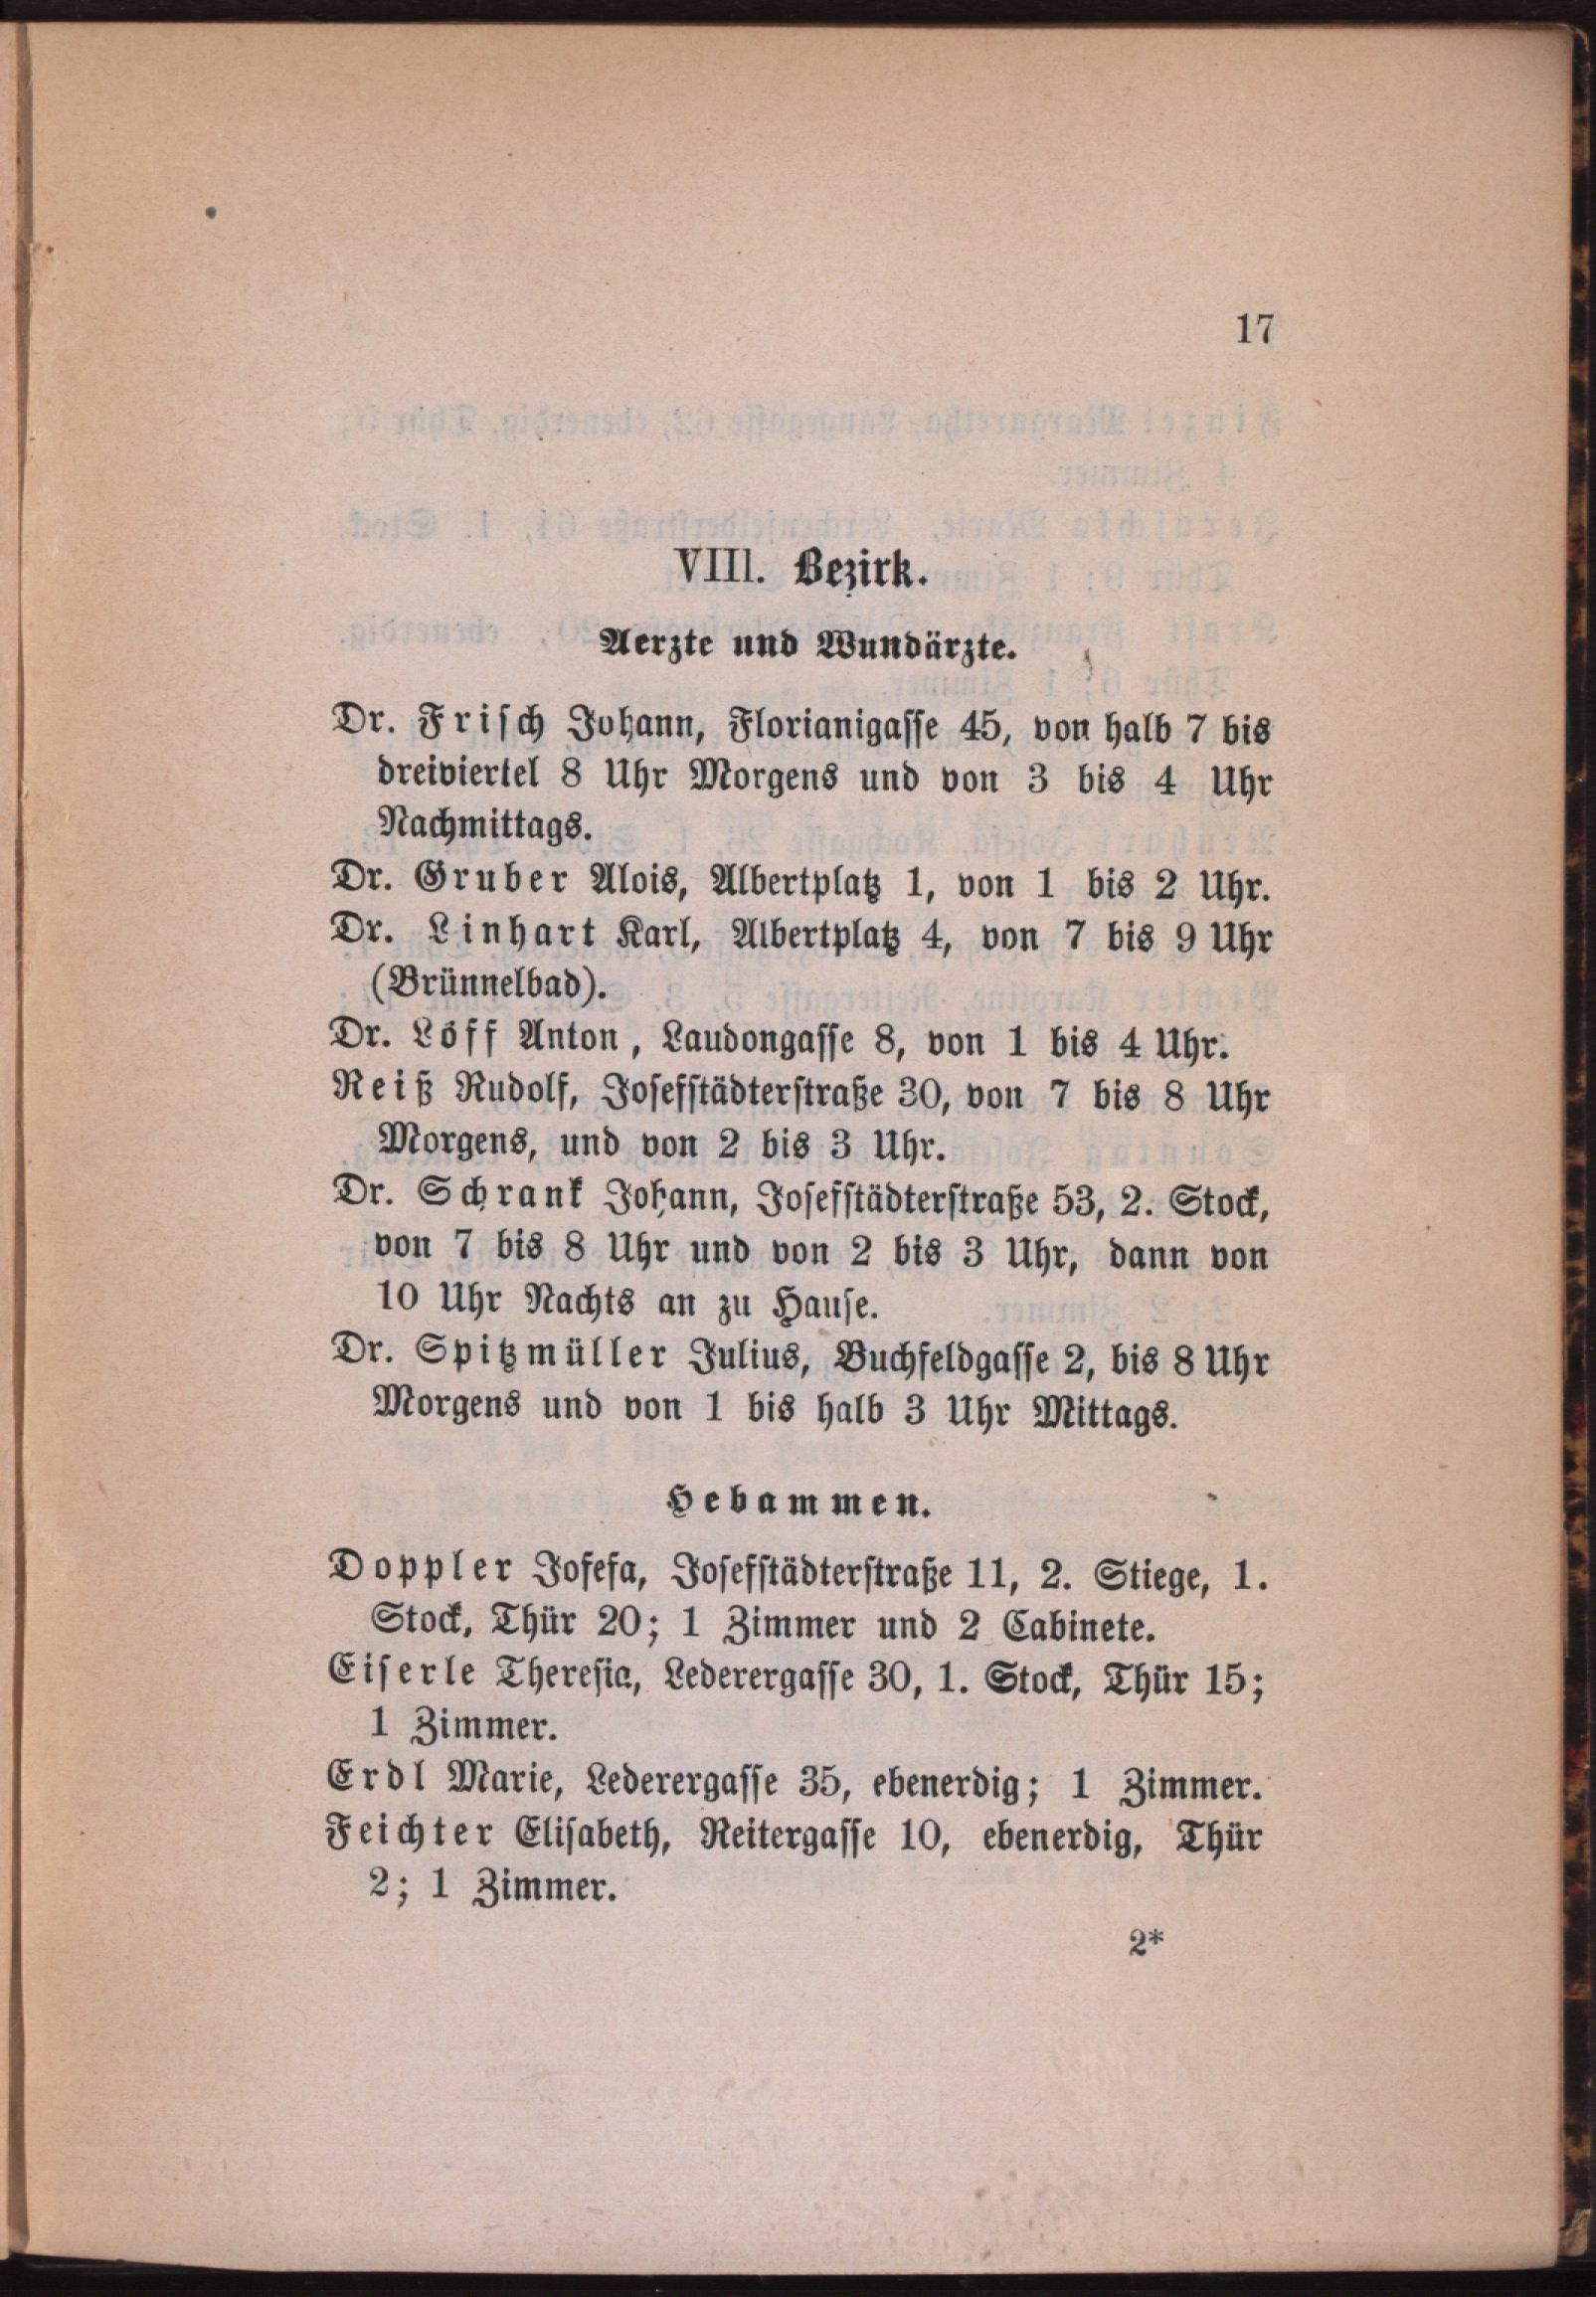 17
VIII. Bezirk.
Aerzte und Wundärzte.
Dr. Frisch Johann, Florianigasse 45, von halb 7 bis
dreiviertel 8 Uhr Morgens und von 3 bis 4 Uhr
Nachmittags.
Dr. Gruber Alois, Albertplatz 1, von 1 bis 2 Uhr.
Dr. Linhart Karl, Albertplatz 4, von 7 bis 9 Uhr
(Brünnelbad).
Dr. Löff Anton, Laudongasse 8, von 1 bis 4 Uhr.
Reiß Rudolf, Josefstädterstraße 30, von 7 bis 8 Uhr
Morgens, und von 2 bis 3 Uhr.
Dr. Schrank Johann, Josefstädterstraße 53, 2. Stock,
von 7 bis 8 Uhr und von 2 bis 3 Uhr, dann von
10 Uhr Nachts an zu Hause.
Dr. Spitzmüller Julius, Buchfeldgasse 2, bis 8 Uhr
Morgens und von 1 bis halb 3 Uhr Mittags.
Hebammen.
Doppler Josefa, Josefstädterstraße 11, 2. Stiege, 1.
Stock, Thür 20; 1 Zimmer und 2 Cabinete.
Eiserle Theresia, Lederergasse 30, 1. Stock, Thür 15;
1 Zimmer.
Erdl Marie, Lederergasse 35, ebenerdig; 1 Zimmer.
Feichter Elisabeth, Reitergasse 10, ebenerdig, Thür
2; 1 Zimmer.
2*